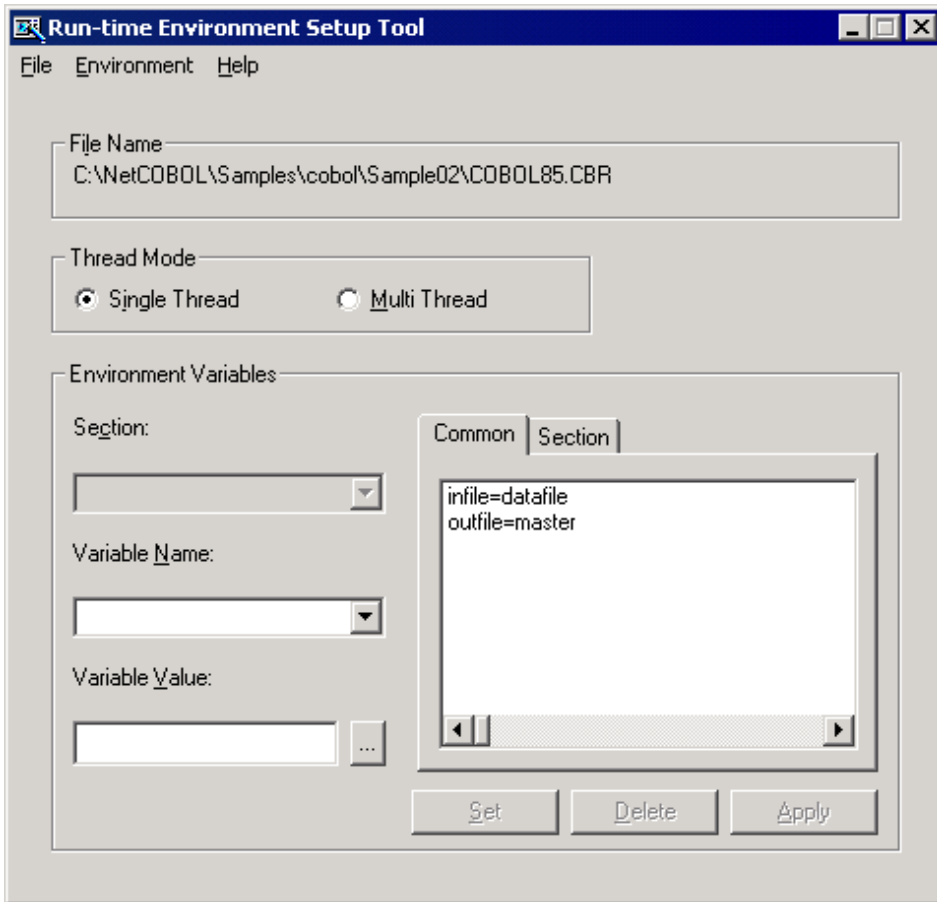 Run-time Environment Setup Tool
File Environment Help
File Name
C:\NetCOBOL\Samples\cobol\Sample02\COBOL85.CBR
Thread Mode
Single Thread Multi Thread
Environment Variables
Section:
Variable Name:
Variable Value:
...
Common Section
infile=datafile
outfile=master
Set Delete Apply